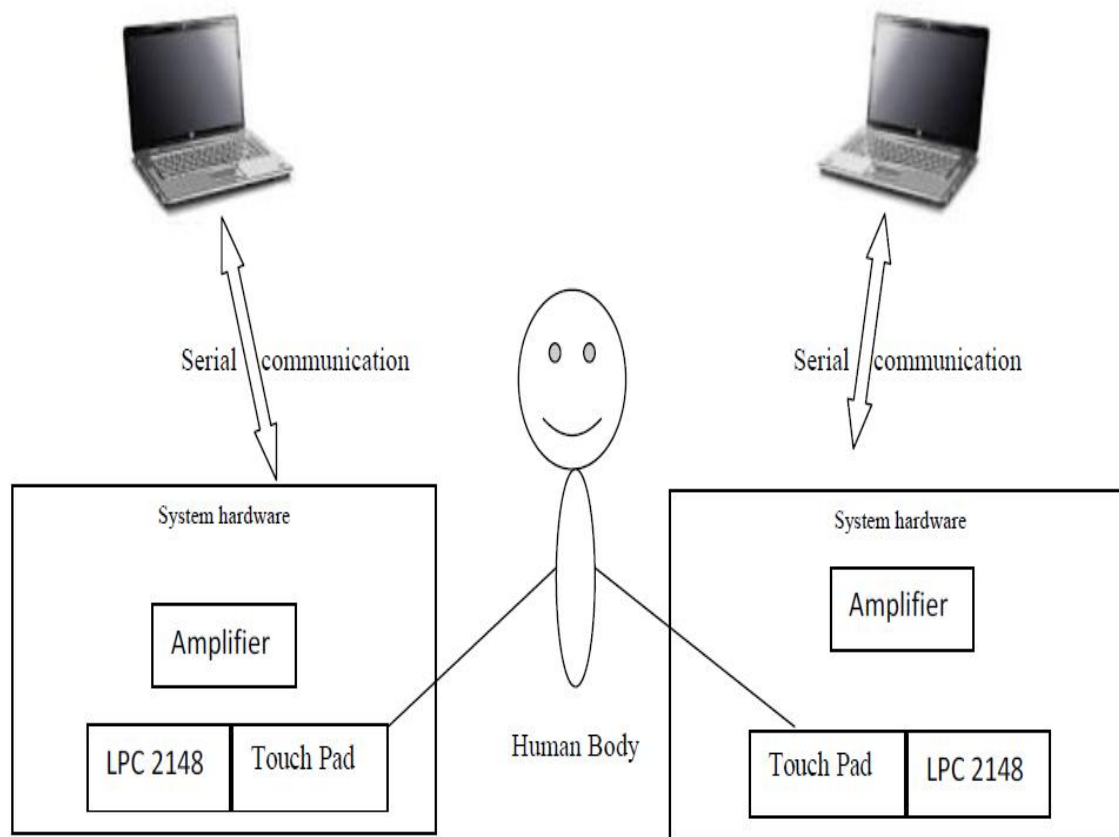 Serial communication
Serial communication
System hardware
Amplifier
LPC 2148 Touch Pad
Human Body
System hardware
Amplifier
Touch Pad LPC 2148